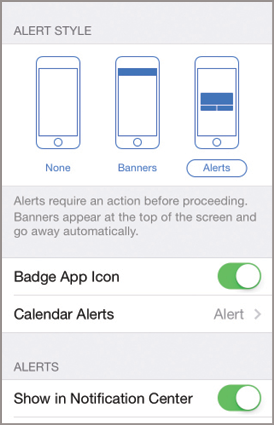 ALERT STYLE
None Banners Alerts
Alerts require an action before proceeding.
Banners appear at the top of the screen and
go away automatically.
Badge App Icon
Calendar Alerts Alert
ALERTS
Show in Notification Center